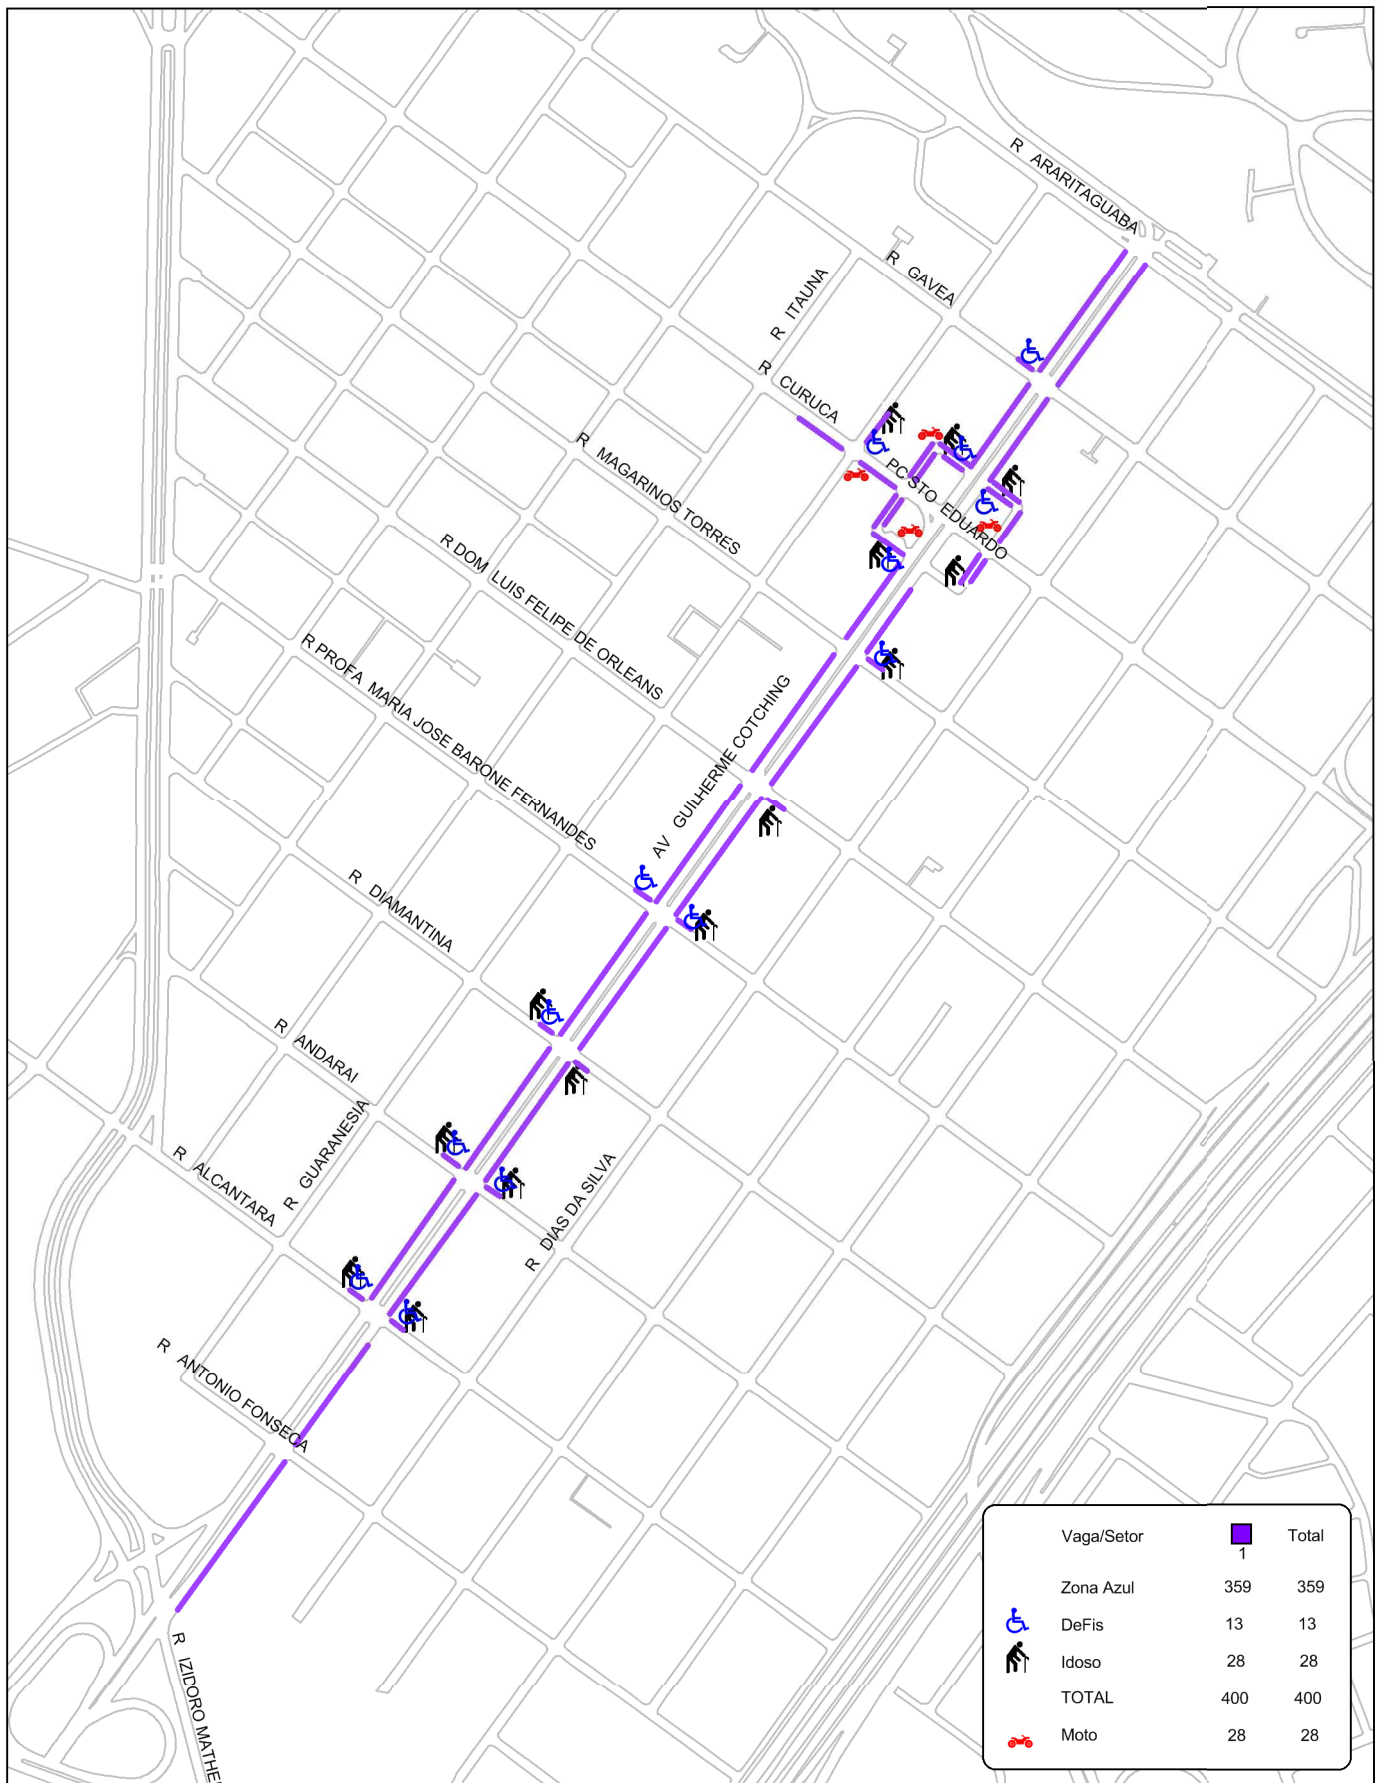 R ARARITAGUABA
R GAVEA
R ITAUNA
R CURUCA
PC STO EDUARDO
R MAGARINOS TORRES
R DOM LUIS FELIPE DE ORLEANS
R PROFA MARIA JOSE BARONE FERNANDES
AV GUILHERME COTCHING
R DIAMANTINA
R ANDARAI
R GUARANESIA
R ALCANTARA
R DIAS DA SILVA
R ANTONIO FONSECA
R IZIDORO MATHE
Vaga/Setor 1 Total
Zona Azul 359 359
DeFis 13 13
Idoso 28 28
TOTAL 400 400
Moto 28 28